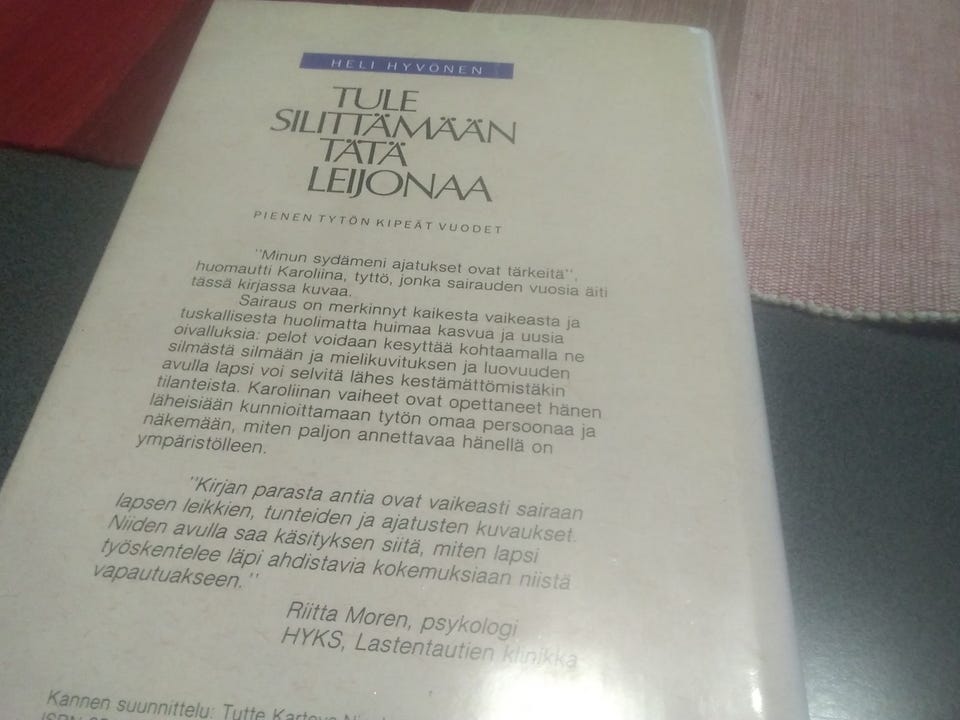 HELI HYVÖNEN
TULE
SILITTÄMÄÄN
TÄTÄ
LEIJONAA
PIENEN TYTÖN KIPEÄT VUODET
"Minun sydämeni ajatukset ovat tärkeitä",
huomautti Karoliina, tyttö, jonka sairauden vuosia äiti
tässä kirjassa kuvaa.
Sairaus on merkinnyt kaikesta vaikeasta ja
tuskallisesta huolimatta huimaa kasvua ja uusia
oivalluksia: pelot voidaan kesyttää kohtaamalla ne
silmästä silmään ja mielikuvituksen ja luovuuden
avulla lapsi voi selvitä lähes kestämättömistäkin
tilanteista. Karoliinan vaiheet ovat opettaneet hänen
läheisiään kunnioittamaan tytön omaa persoonaa ja
näkemään, miten paljon annettavaa hänellä on
ympäristölleen.
"Kirjan parasta antia ovat vaikeasti sairaan
lapsen leikkien, tunteiden ja ajatusten kuvaukset.
Niiden avulla saa käsityksen siitä, miten lapsi
työskentelee läpi ahdistavia kokemuksiaan niistä
vapautuakseen."
Riitta Moren, psykologi
HYKS, Lastentautien klinikka
Kannen suunnittelu: Tutte
ISBN